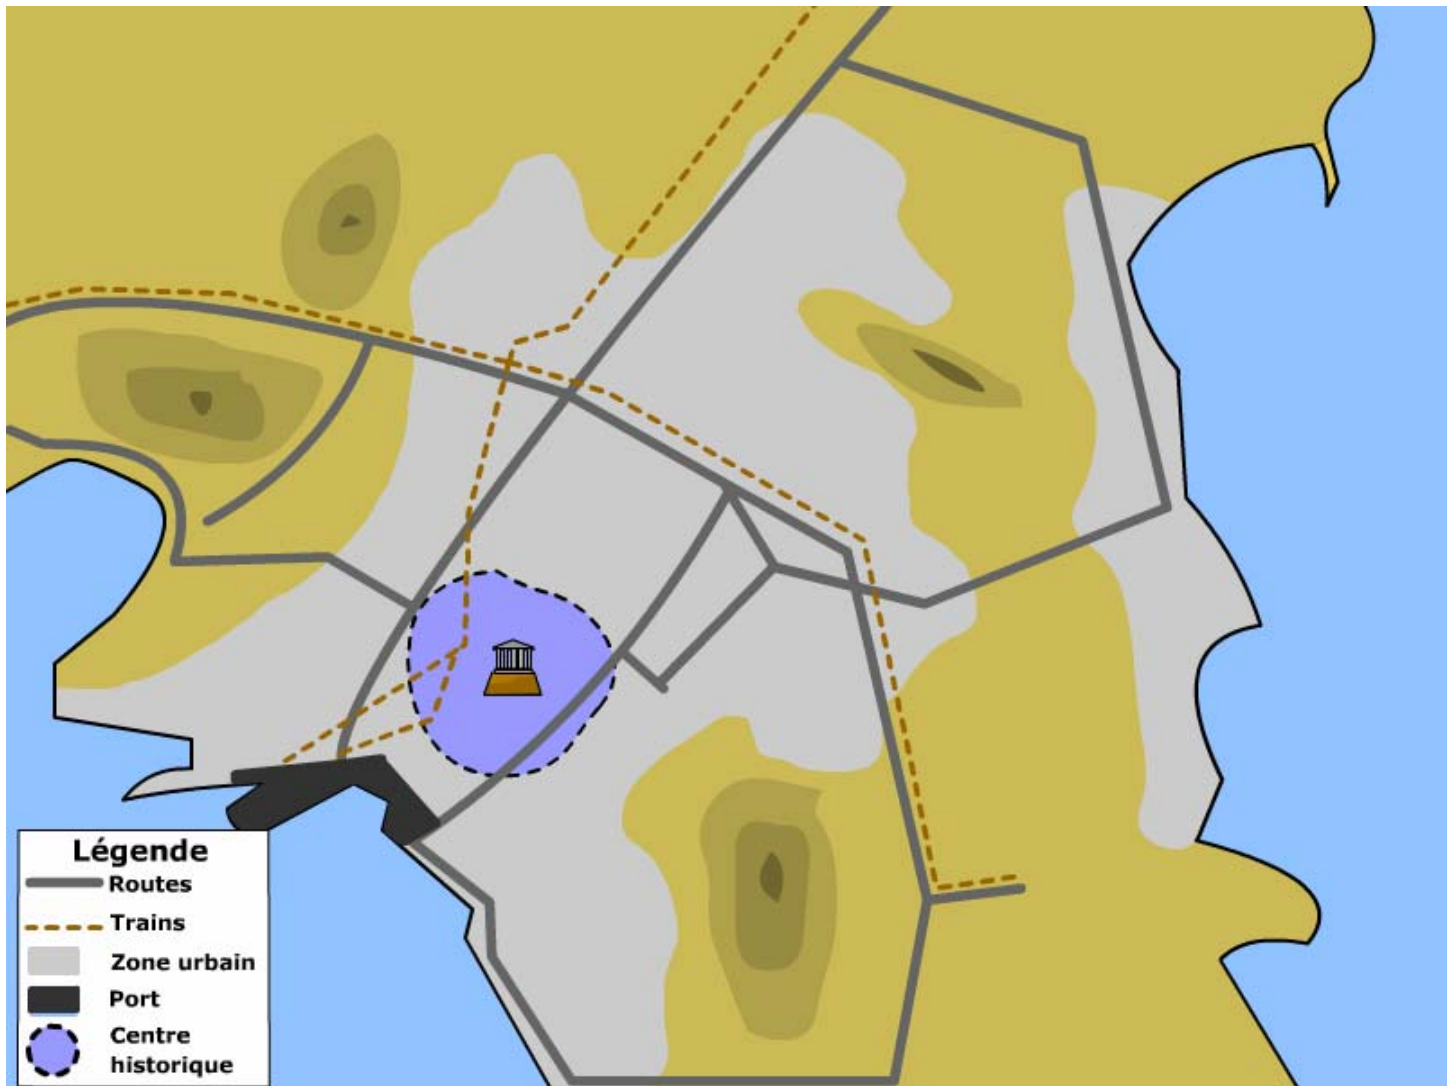 Légende
Routes
Trains
Zone urbain
Port
Centre
historique